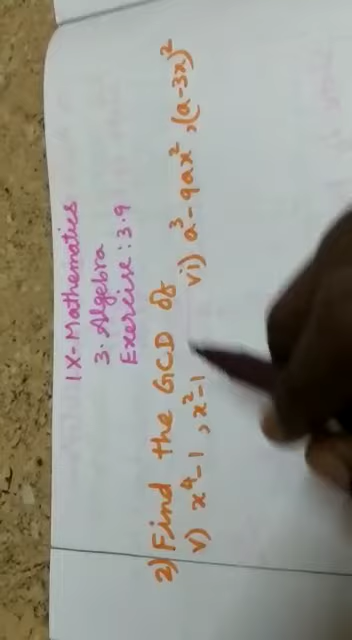 IX-Mathematics
3. Algebra
Exercise: 3.9
2) Find the GCD of
v) x⁴-1, x²-1 vi) a³-9ax², (a-3x)²